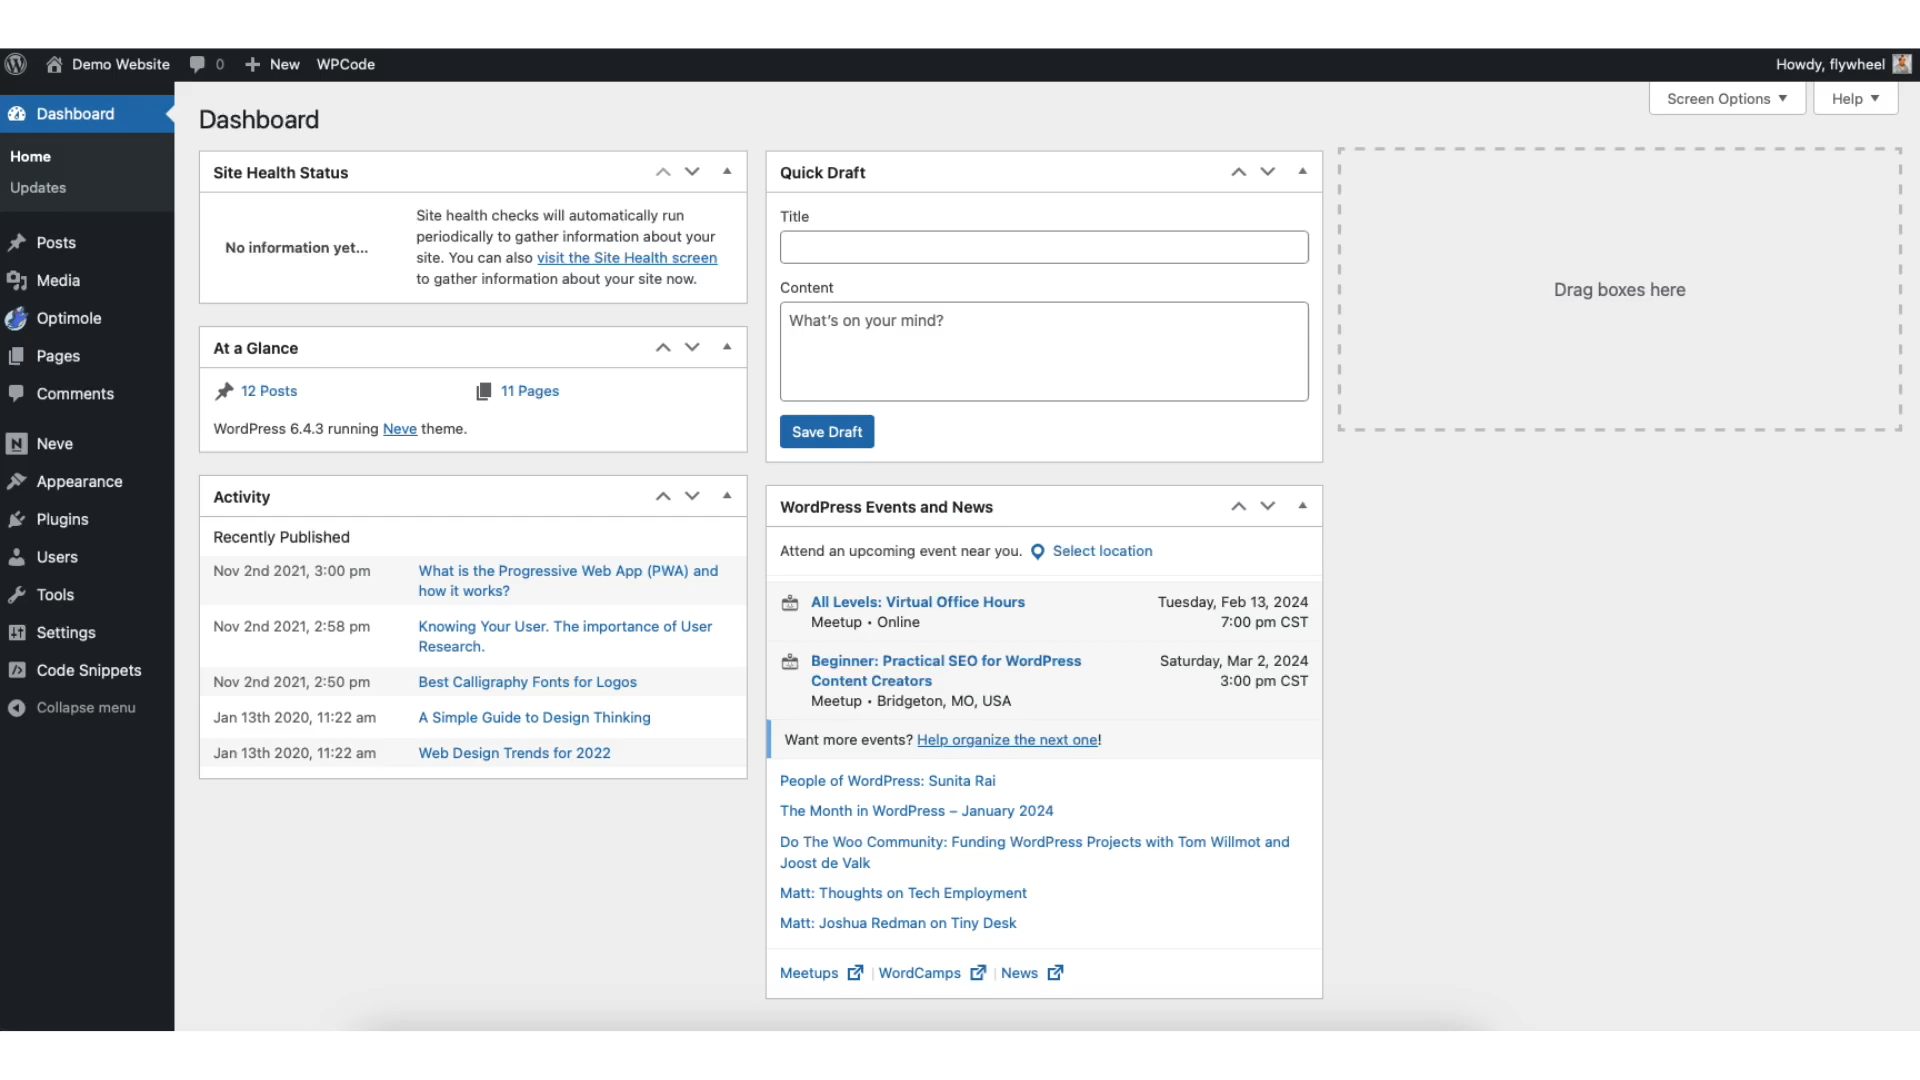 Demo Website 0 New WPCode Howdy, flywheel
Screen Options Help
Dashboard
Home
Updates
Posts
Media
Optimole
Pages
Comments
Neve
Appearance
Plugins
Users
Tools
Settings
Code Snippets
Collapse menu
Dashboard
Site Health Status
No information yet...
Site health checks will automatically run
periodically to gather information about your
site. You can also visit the Site Health screen
to gather information about your site now.
At a Glance
12 Posts 11 Pages
WordPress 6.4.3 running Neve theme.
Activity
Recently Published
Nov 2nd 2021, 3:00 pm What is the Progressive Web App (PWA) and
how it works?
Nov 2nd 2021, 2:58 pm Knowing Your User. The importance of User
Research.
Nov 2nd 2021, 2:50 pm Best Calligraphy Fonts for Logos
Jan 13th 2020, 11:22 am A Simple Guide to Design Thinking
Jan 13th 2020, 11:22 am Web Design Trends for 2022
Quick Draft
Title
Content
What's on your mind?
Save Draft
WordPress Events and News
Attend an upcoming event near you. Select location
All Levels: Virtual Office Hours Tuesday, Feb 13, 2024
Meetup • Online 7:00 pm CST
Beginner: Practical SEO for WordPress Saturday, Mar 2, 2024
Content Creators 3:00 pm CST
Meetup • Bridgeton, MO, USA
Want more events? Help organize the next one!
People of WordPress: Sunita Rai
The Month in WordPress – January 2024
Do The Woo Community: Funding WordPress Projects with Tom Willmot and
Joost de Valk
Matt: Thoughts on Tech Employment
Matt: Joshua Redman on Tiny Desk
Meetups | WordCamps | News
Drag boxes here